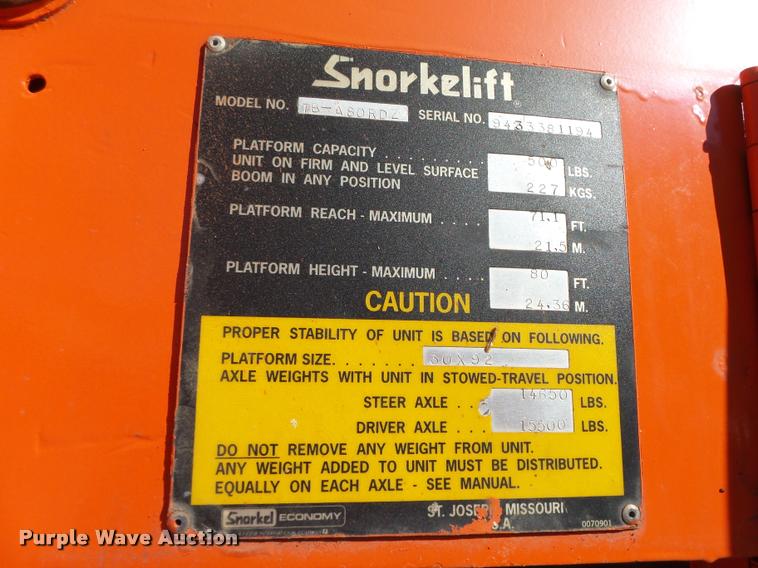 Snorkelift
MODEL NO. TB-A80RDZ SERIAL NO. 9433381194
PLATFORM CAPACITY
UNIT ON FIRM AND LEVEL SURFACE 500 LBS.
BOOM IN ANY POSITION 227 KGS.
PLATFORM REACH - MAXIMUM .... 71.1 FT.
21.5 M.
PLATFORM HEIGHT - MAXIMUM .... 80 FT.
24.36 M.
CAUTION
PROPER STABILITY OF UNIT IS BASED ON FOLLOWING.
PLATFORM SIZE....... 30X92
AXLE WEIGHTS WITH UNIT IN STOWED-TRAVEL POSITION.
STEER AXLE .. 14650 LBS.
DRIVER AXLE .. 15500 LBS.
DO NOT REMOVE ANY WEIGHT FROM UNIT.
ANY WEIGHT ADDED TO UNIT MUST BE DISTRIBUTED.
EQUALLY ON EACH AXLE - SEE MANUAL.
Snorkel ECONOMY
ST. JOSEPH, MISSOURI
S.A.
0070901
Purple Wave Auction